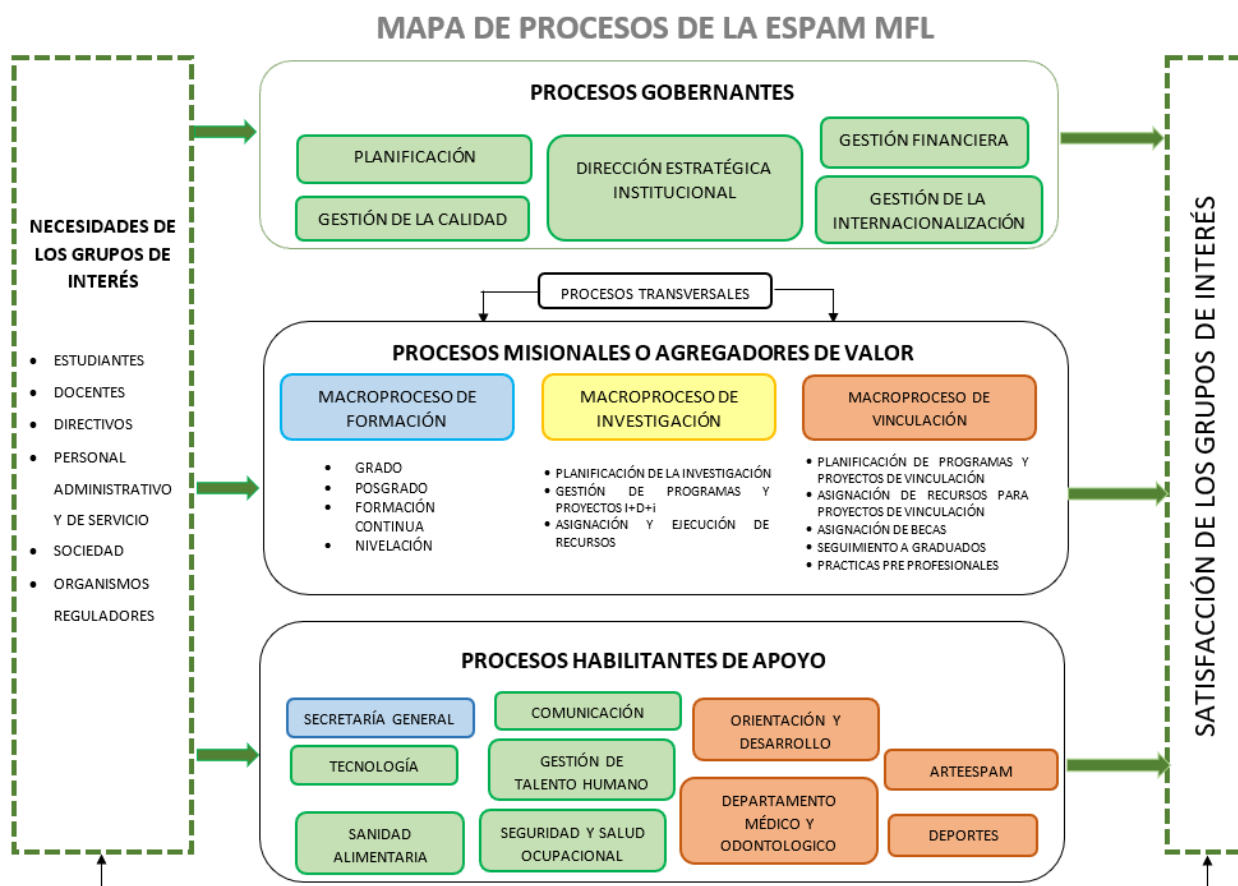 MAPA DE PROCESOS DE LA ESPAM MFL
NECESIDADES DE
LOS GRUPOS DE
INTERÉS
• ESTUDIANTES
• DOCENTES
• DIRECTIVOS
• PERSONAL
ADMINISTRATIVO
Y DE SERVICIO
• SOCIEDAD
• ORGANISMOS
REGULADORES
PROCESOS GOBERNANTES
PLANIFICACIÓN
GESTIÓN DE LA CALIDAD
DIRECCIÓN ESTRATÉGICA
INSTITUCIONAL
GESTIÓN FINANCIERA
GESTIÓN DE LA
INTERNACIONALIZACIÓN
PROCESOS TRANSVERSALES
PROCESOS MISIONALES O AGREGADORES DE VALOR
MACROPROCESO DE
FORMACIÓN
• GRADO
• POSGRADO
• FORMACIÓN
CONTINUA
• NIVELACIÓN
MACROPROCESO DE
INVESTIGACIÓN
• PLANIFICACIÓN DE LA INVESTIGACIÓN
• GESTIÓN DE PROGRAMAS Y
PROYECTOS I+D+i
• ASIGNACIÓN Y EJECUCIÓN DE
RECURSOS
MACROPROCESO DE
VINCULACIÓN
• PLANIFICACIÓN DE PROGRAMAS Y
PROYECTOS DE VINCULACIÓN
• ASIGNACIÓN DE RECURSOS PARA
PROYECTOS DE VINCULACIÓN
• ASIGNACIÓN DE BECAS
• SEGUIMIENTO A GRADUADOS
• PRACTICAS PRE PROFESIONALES
PROCESOS HABILITANTES DE APOYO
SECRETARÍA GENERAL
TECNOLOGÍA
SANIDAD
ALIMENTARIA
COMUNICACIÓN
GESTIÓN DE
TALENTO HUMANO
SEGURIDAD Y SALUD
OCUPACIONAL
ORIENTACIÓN Y
DESARROLLO
DEPARTAMENTO
MÉDICO Y
ODONTOLOGICO
ARTEESPAM
DEPORTES
SATISFACCIÓN DE LOS GRUPOS DE INTERÉS